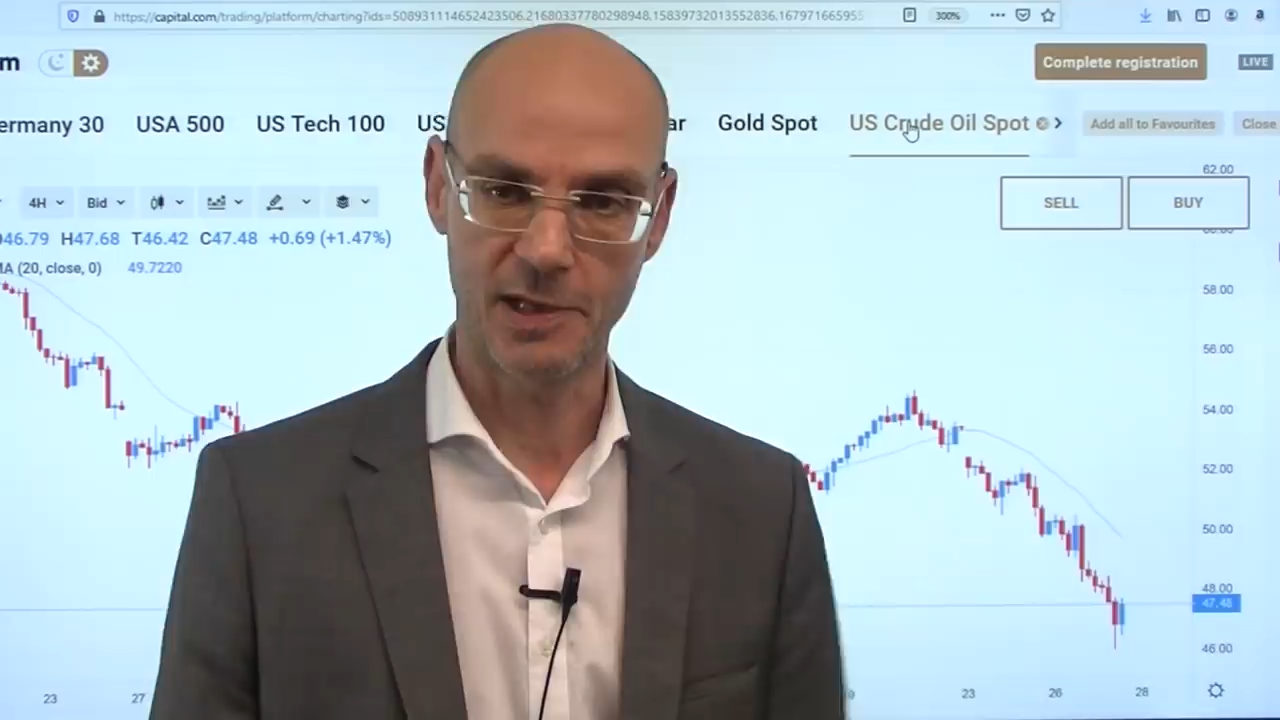 https://capital.com/trading/platform/charting?ids=508931114652423506.21680337780298948.158397320135528​36.167971665955
300%
m
Complete registration
LIVE
ermany 30
USA 500
US Tech 100
US
ar
Gold Spot
US Crude Oil Spot
Add all to Favourites
Close
4H
Bid
SELL
BUY
46.79 H47.68 T46.42 C47.48 +0.69 (+1.47%)
MA (20, close, 0) 49.7220
62.00
60.00
58.00
56.00
54.00
52.00
50.00
48.00
47.48
46.00
23
27
23
26
28